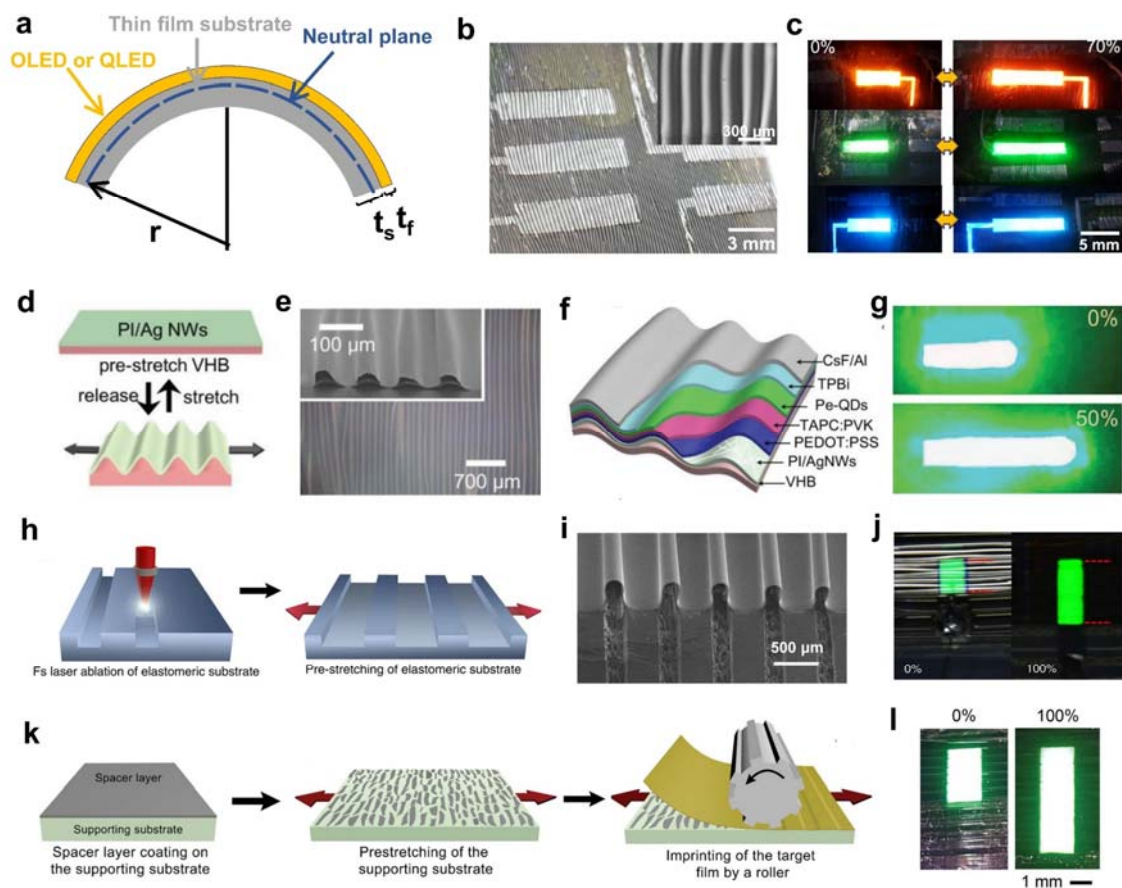 a
Thin film substrate
OLED or QLED
Neutral plane
r
ts tf
b
300 µm
3 mm
c
0%
70%
5 mm
d
PI/Ag NWs
pre-stretch VHB
release
stretch
e
100 µm
700 µm
f
CsF/Al
TPBi
Pe-QDs
TAPC:PVK
PEDOT:PSS
PI/AgNWs
VHB
g
0%
50%
h
Fs laser ablation of elastomeric substrate
Pre-stretching of elastomeric substrate
i
500 µm
j
0%
100%
k
Spacer layer
Supporting substrate
Spacer layer coating on
the supporting substrate
Prestretching of the
supporting substrate
Imprinting of the target
film by a roller
l
0%
100%
1 mm